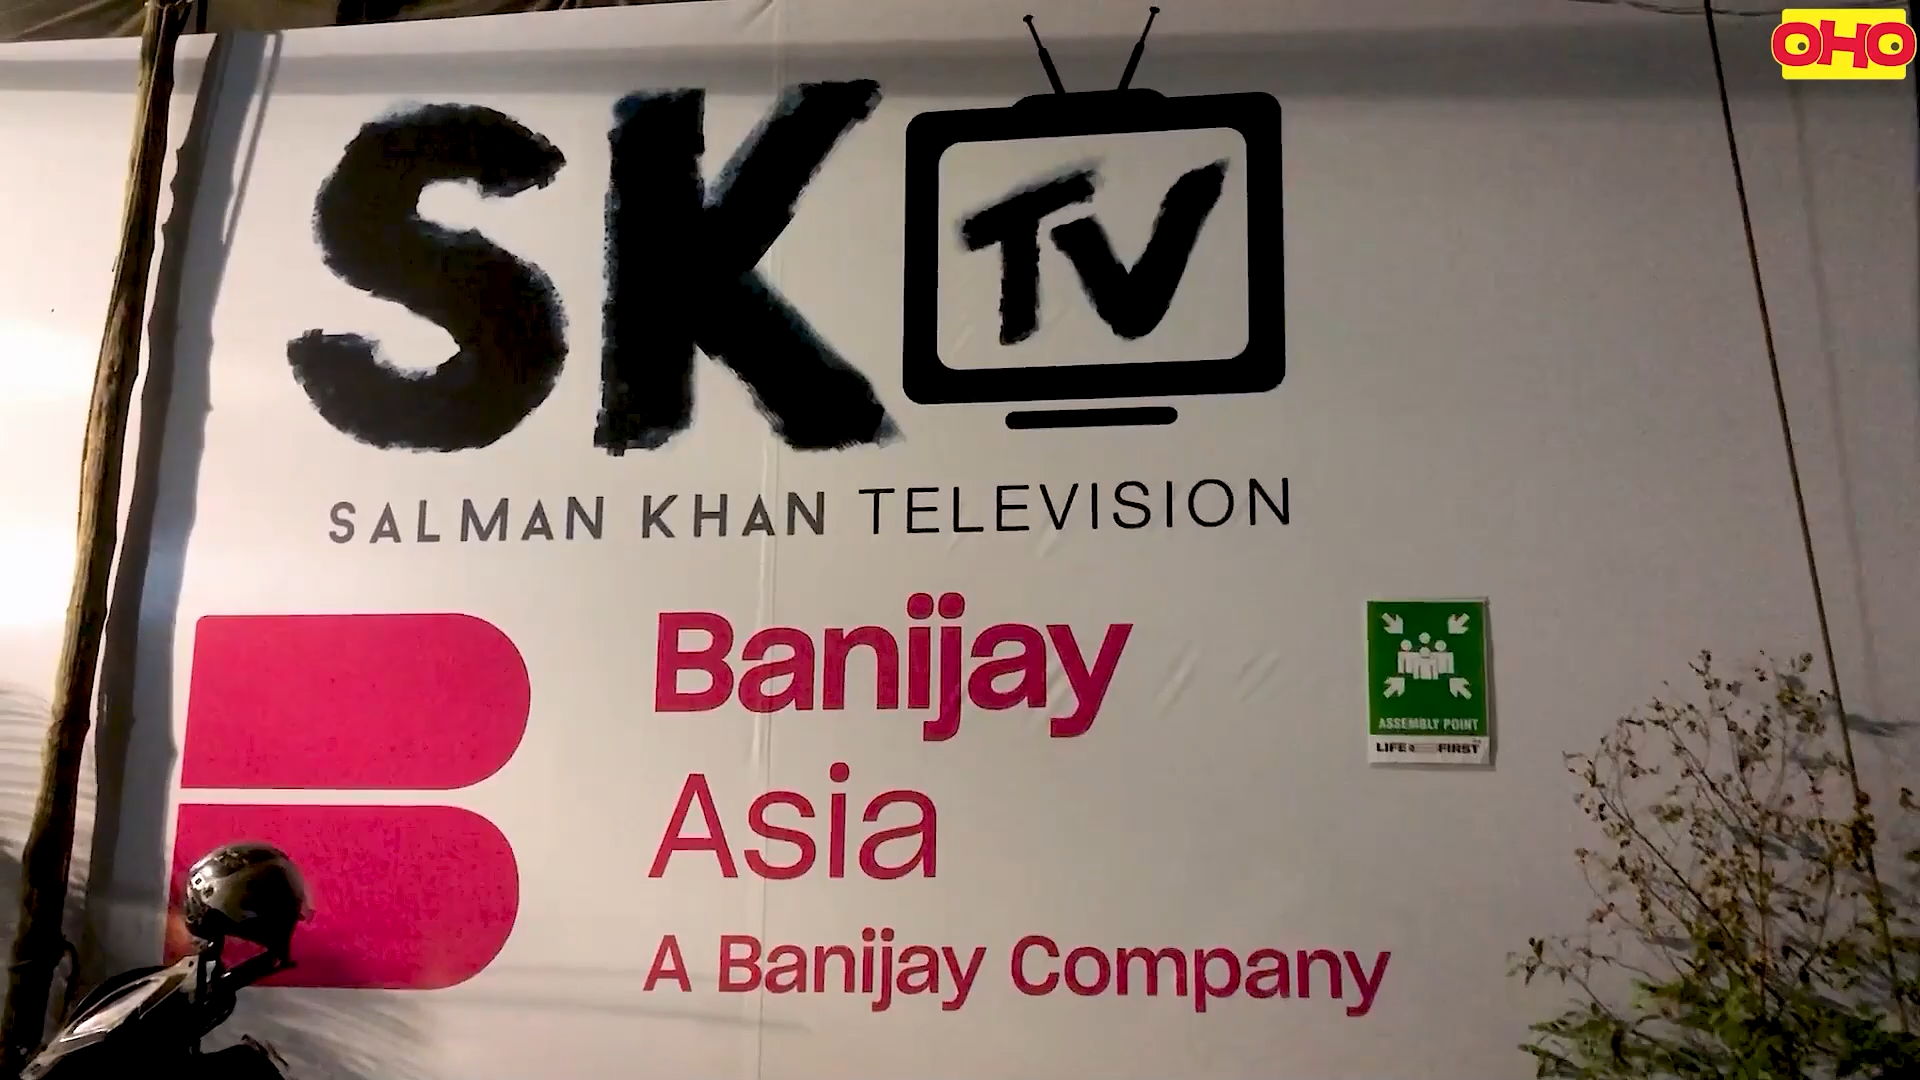 OHO
SK TV
SALMAN KHAN TELEVISION
Banijay
Asia
A Banijay Company
ASSEMBLY POINT
LIFE FIRST